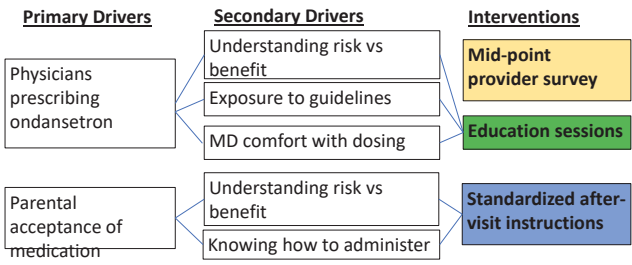 Primary Drivers
Secondary Drivers
Interventions
Physicians
prescribing
ondansetron
Understanding risk vs
benefit
Exposure to guidelines
MD comfort with dosing
Mid-point
provider survey
Education sessions
Parental
acceptance of
medication
Understanding risk vs
benefit
Knowing how to administer
Standardized after-
visit instructions